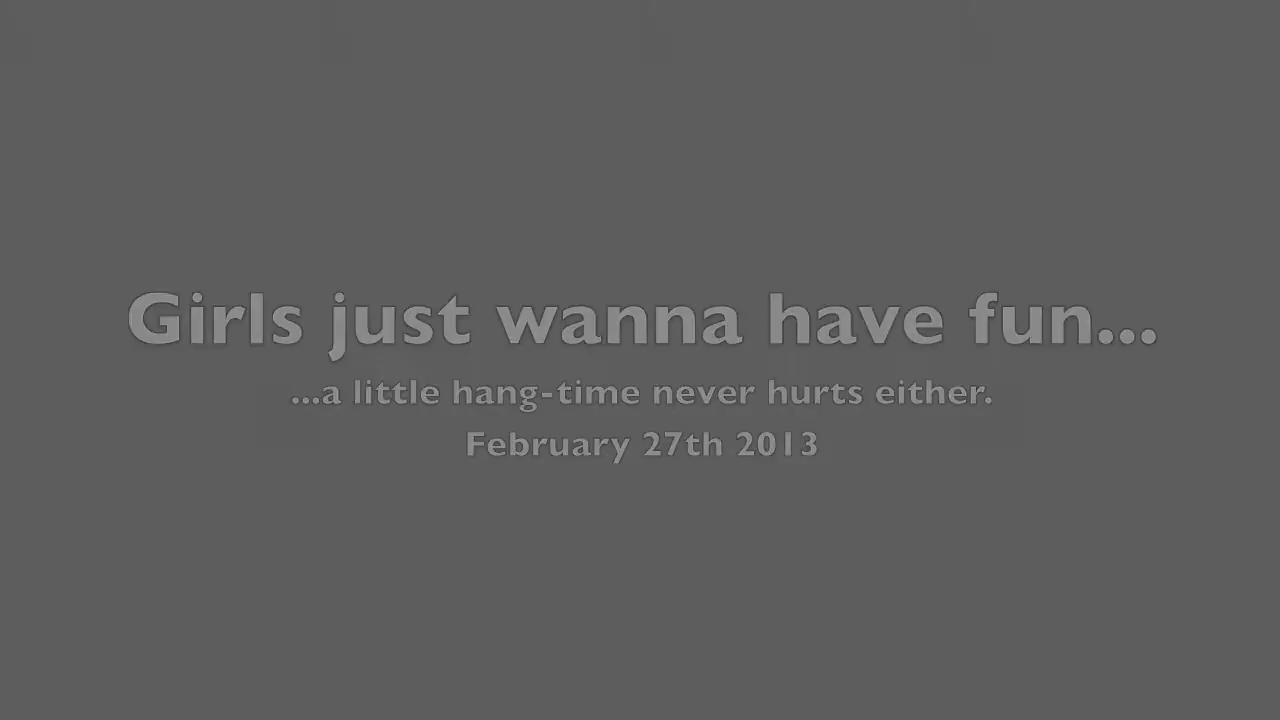 Girls just wanna have fun...
...a little hang-time never hurts either.
February 27th 2013